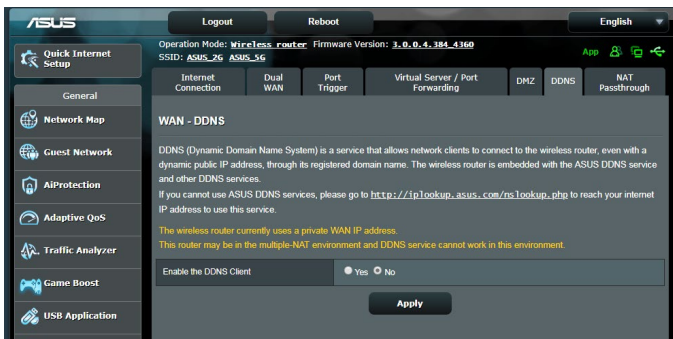 ASUS
Logout
Reboot
English
Operation Mode: Wireless router Firmware Version: 3.0.0.4.384_4360
SSID: ASUS_2G ASUS_5G
App
Quick Internet
Setup
General
Network Map
Guest Network
AiProtection
Adaptive QoS
Traffic Analyzer
Game Boost
USB Application
Internet
Connection
Dual
WAN
Port
Trigger
Virtual Server / Port
Forwarding
DMZ
DDNS
NAT
Passthrough
WAN - DDNS
DDNS (Dynamic Domain Name System) is a service that allows network clients to connect to the wireless router, even with a
dynamic public IP address, through its registered domain name. The wireless router is embedded with the ASUS DDNS service
and other DDNS services.
If you cannot use ASUS DDNS services, please go to http://iplookup.asus.com/nslookup.php to reach your internet
IP address to use this service.
The wireless router currently uses a private WAN IP
address.
This router may be in the multiple-NAT environment and DDNS service cannot work in this environment.
Enable the DDNS Client
Yes No
Apply